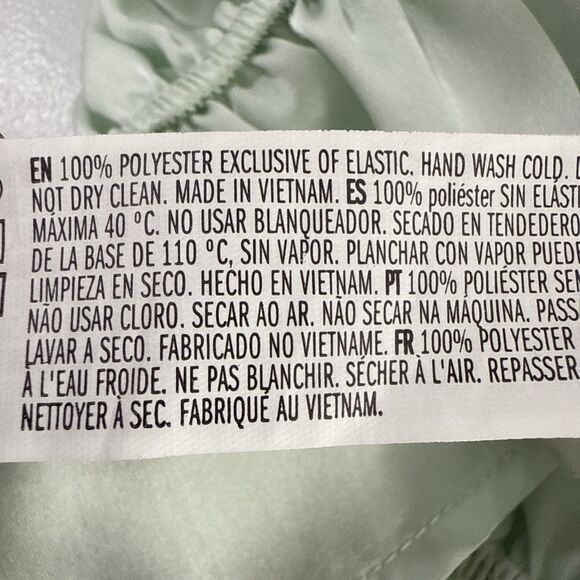 EN 100% POLYESTER EXCLUSIVE OF ELASTIC. HAND WASH COLD.
NOT DRY CLEAN. MADE IN VIETNAM. ES 100% poliéster SIN
MÁXIMA 40 ºC. NO USAR BLANQUEADOR. SECADO EN TENDEDERO
DE LA BASE DE 110 ºC, SIN VAPOR. PLANCHAR CON VAPOR PUEDE
LIMPIEZA EN SECO. HECHO EN VIETNAM. PT 100% POLIÉSTER
NÃO USAR CLORO. SECAR AO AR. NÃO SECAR NA MÁQUINA.
LAVAR A SECO. FABRICADO NO VIETNAME. FR 100% POLYESTER
À L'EAU FROIDE. NE PAS BLANCHIR. SÉCHER À L'AIR. REPASSER
NETTOYER À SEC. FABRIQUÉ AU VIETNAM.